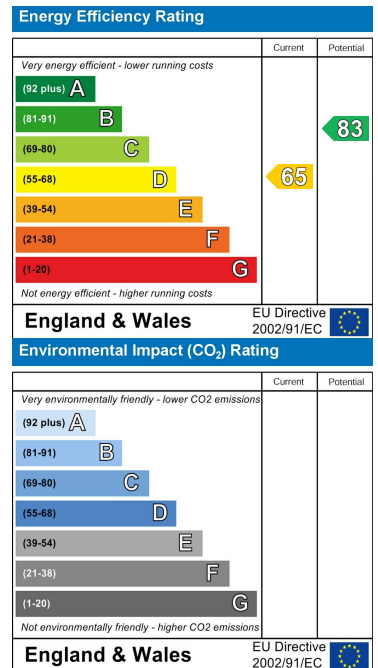 Energy Efficiency Rating
Current Potential
Very energy efficient - lower running costs
(92 plus) A
(81-91) B
83
(69-80) C
(55-68) D
65
(39-54) E
(21-38) F
(1-20) G
Not energy efficient - higher running costs
England & Wales
EU Directive
2002/91/EC
Environmental Impact (CO₂) Rating
Current Potential
Very environmentally friendly - lower CO2 emissions
(92 plus) A
(81-91) B
(69-80) C
(55-68) D
(39-54) E
(21-38) F
(1-20) G
Not environmentally friendly - higher CO2 emissions
England & Wales
EU Directive
2002/91/EC